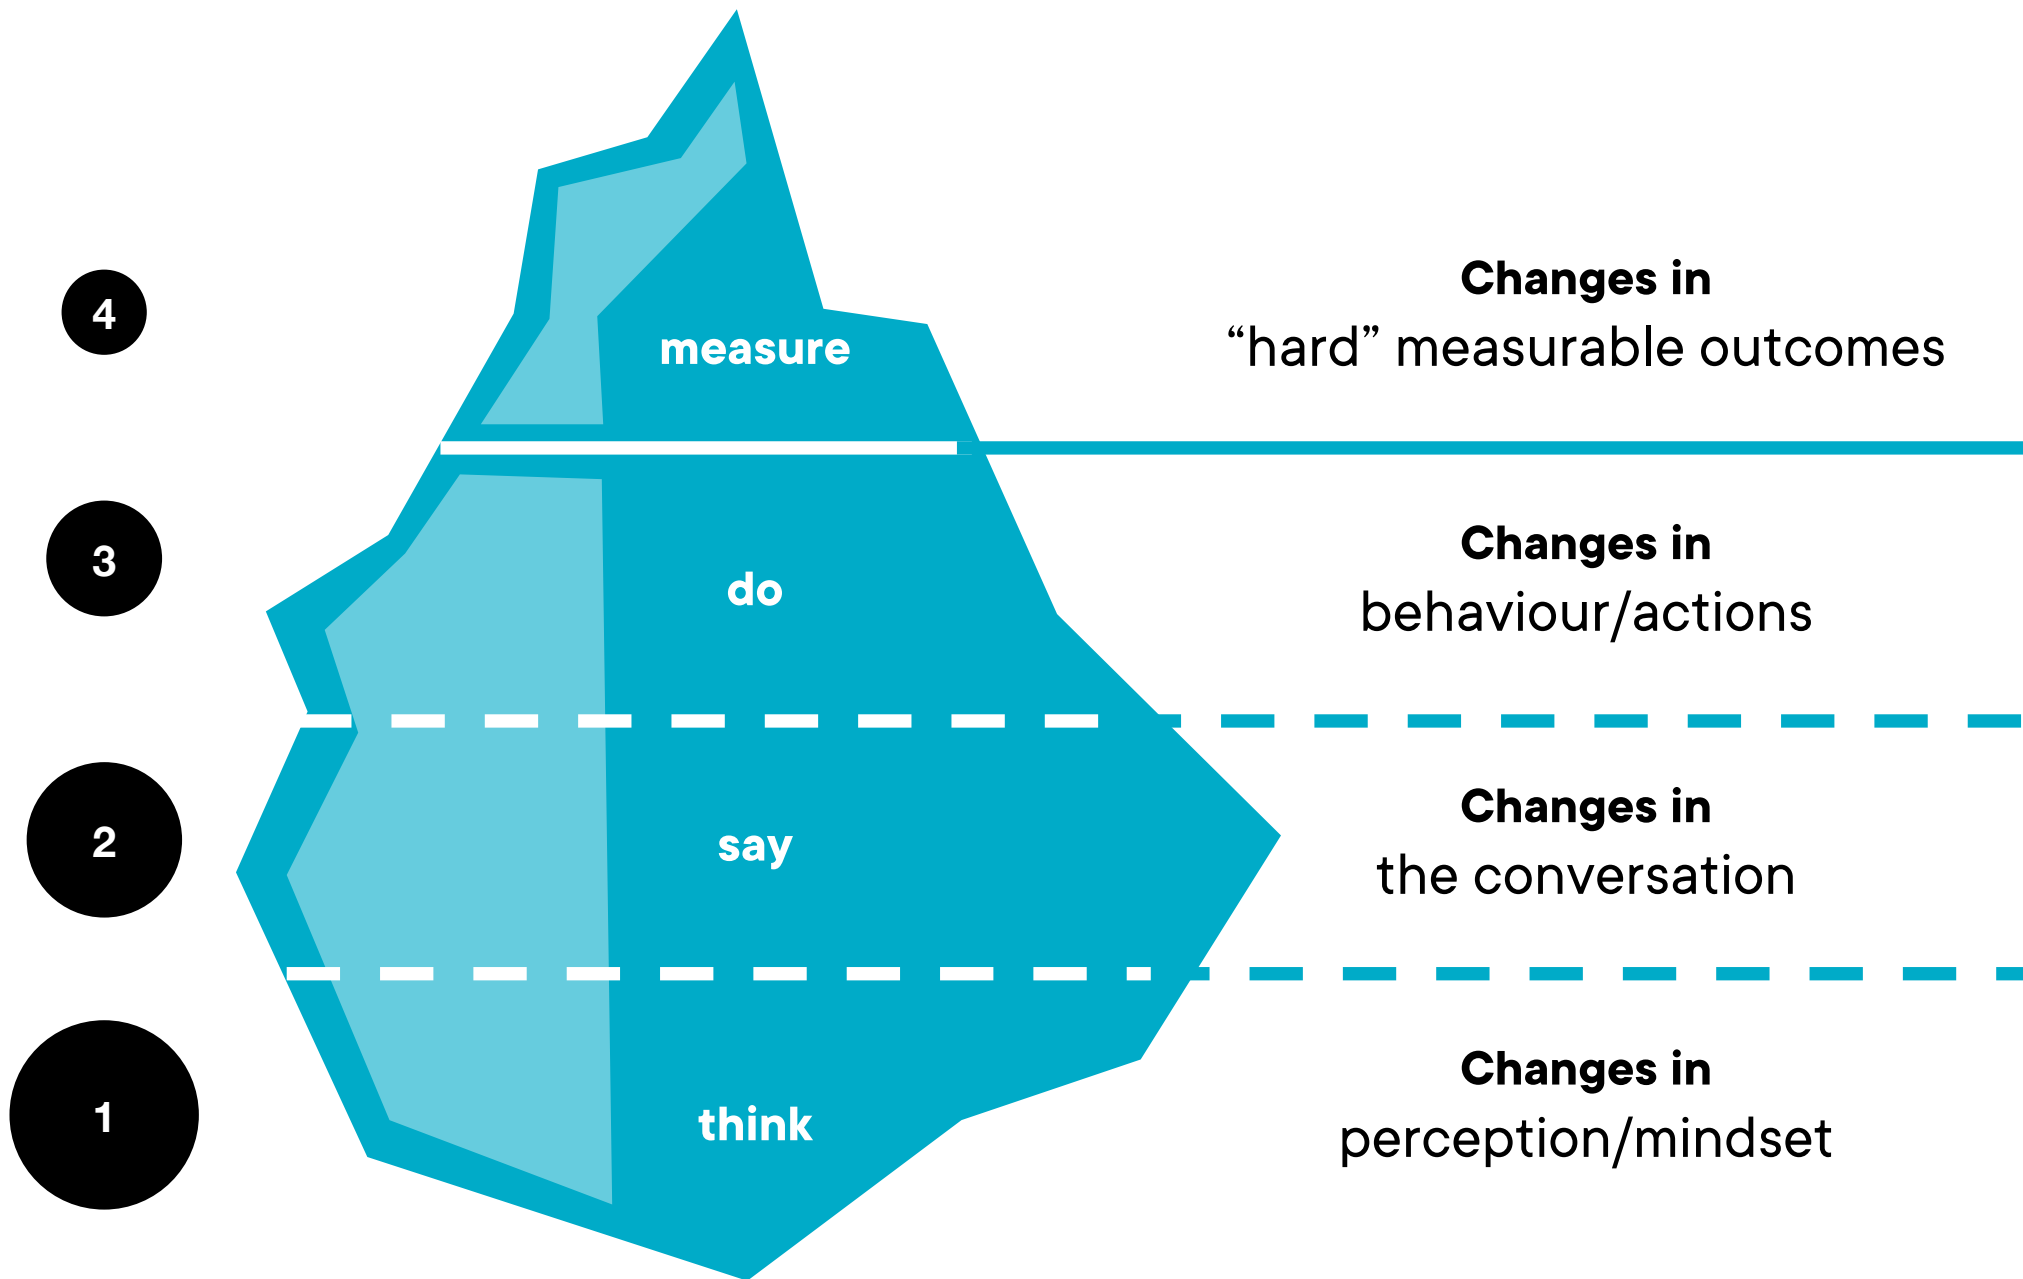 4
measure
Changes in
“hard” measurable outcomes
3
do
Changes in
behaviour/actions
2
say
Changes in
the conversation
1
think
Changes in
perception/mindset